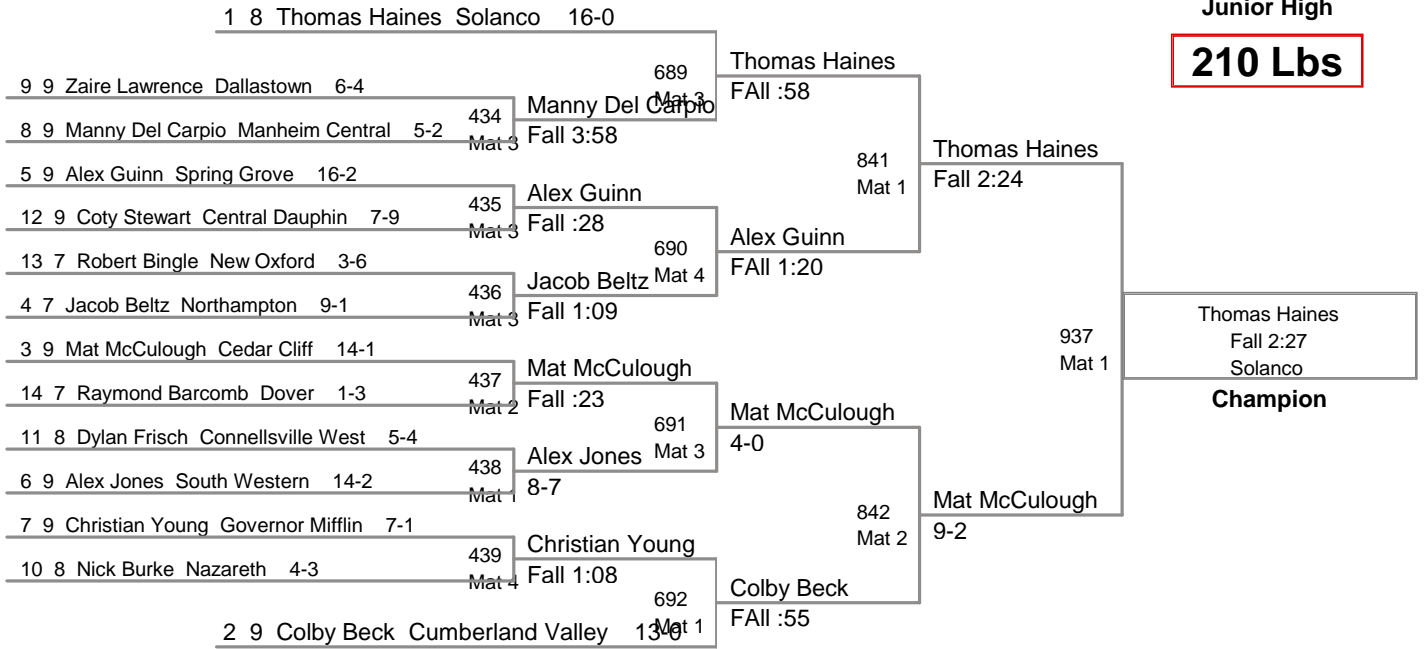 Junior High
210 Lbs
1 8 Thomas Haines Solanco 16-0
9 9 Zaire Lawrence Dallastown 6-4
8 9 Manny Del Carpio Manheim Central 5-2
5 9 Alex Guinn Spring Grove 16-2
12 9 Coty Stewart Central Dauphin 7-9
13 7 Robert Bingle New Oxford 3-6
4 7 Jacob Beltz Northampton 9-1
3 9 Mat McCulough Cedar Cliff 14-1
14 7 Raymond Barcomb Dover 1-3
11 8 Dylan Frisch Connellsville West 5-4
6 9 Alex Jones South Western 14-2
7 9 Christian Young Governor Mifflin 7-1
10 8 Nick Burke Nazareth 4-3
2 9 Colby Beck Cumberland Valley 13-0
434
Mat 3
Manny Del Carpio
Fall 3:58
435
Mat 3
Alex Guinn
Fall :28
436
Mat 3
Jacob Beltz
Fall 1:09
437
Mat 2
Mat McCulough
Fall :23
438
Mat 1
Alex Jones
8-7
439
Mat 4
Christian Young
Fall 1:08
689
Mat 3
Thomas Haines
FAll :58
690
Mat 4
Alex Guinn
FAll 1:20
691
Mat 3
Mat McCulough
4-0
692
Mat 1
Colby Beck
FAll :55
841
Mat 1
Thomas Haines
Fall 2:24
842
Mat 2
Mat McCulough
9-2
937
Mat 1
Thomas Haines
Fall 2:27
Solanco
Champion